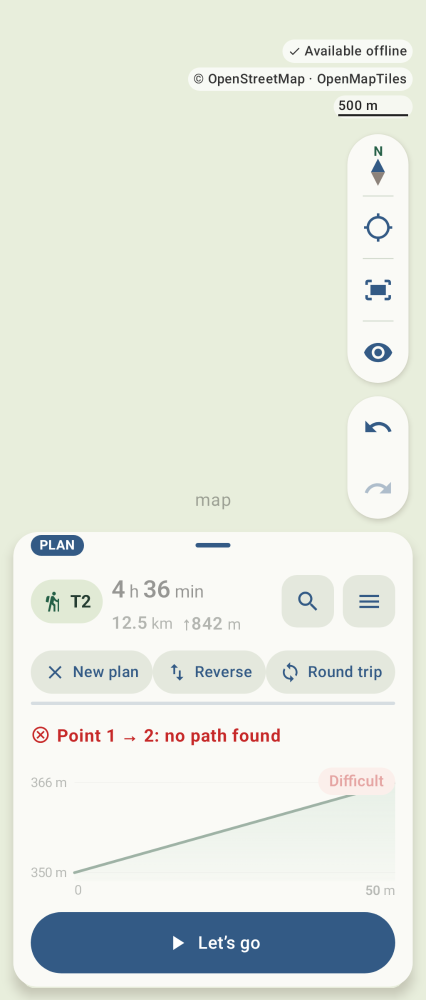 ✓ Available offline
© OpenStreetMap · OpenMapTiles
500 m
N
map
PLAN
T2
4 h 36 min
12.5 km ↑842 m
New plan
Reverse
Round trip
Point 1 → 2: no path found
366 m
Difficult
350 m
0
50 m
Let’s go